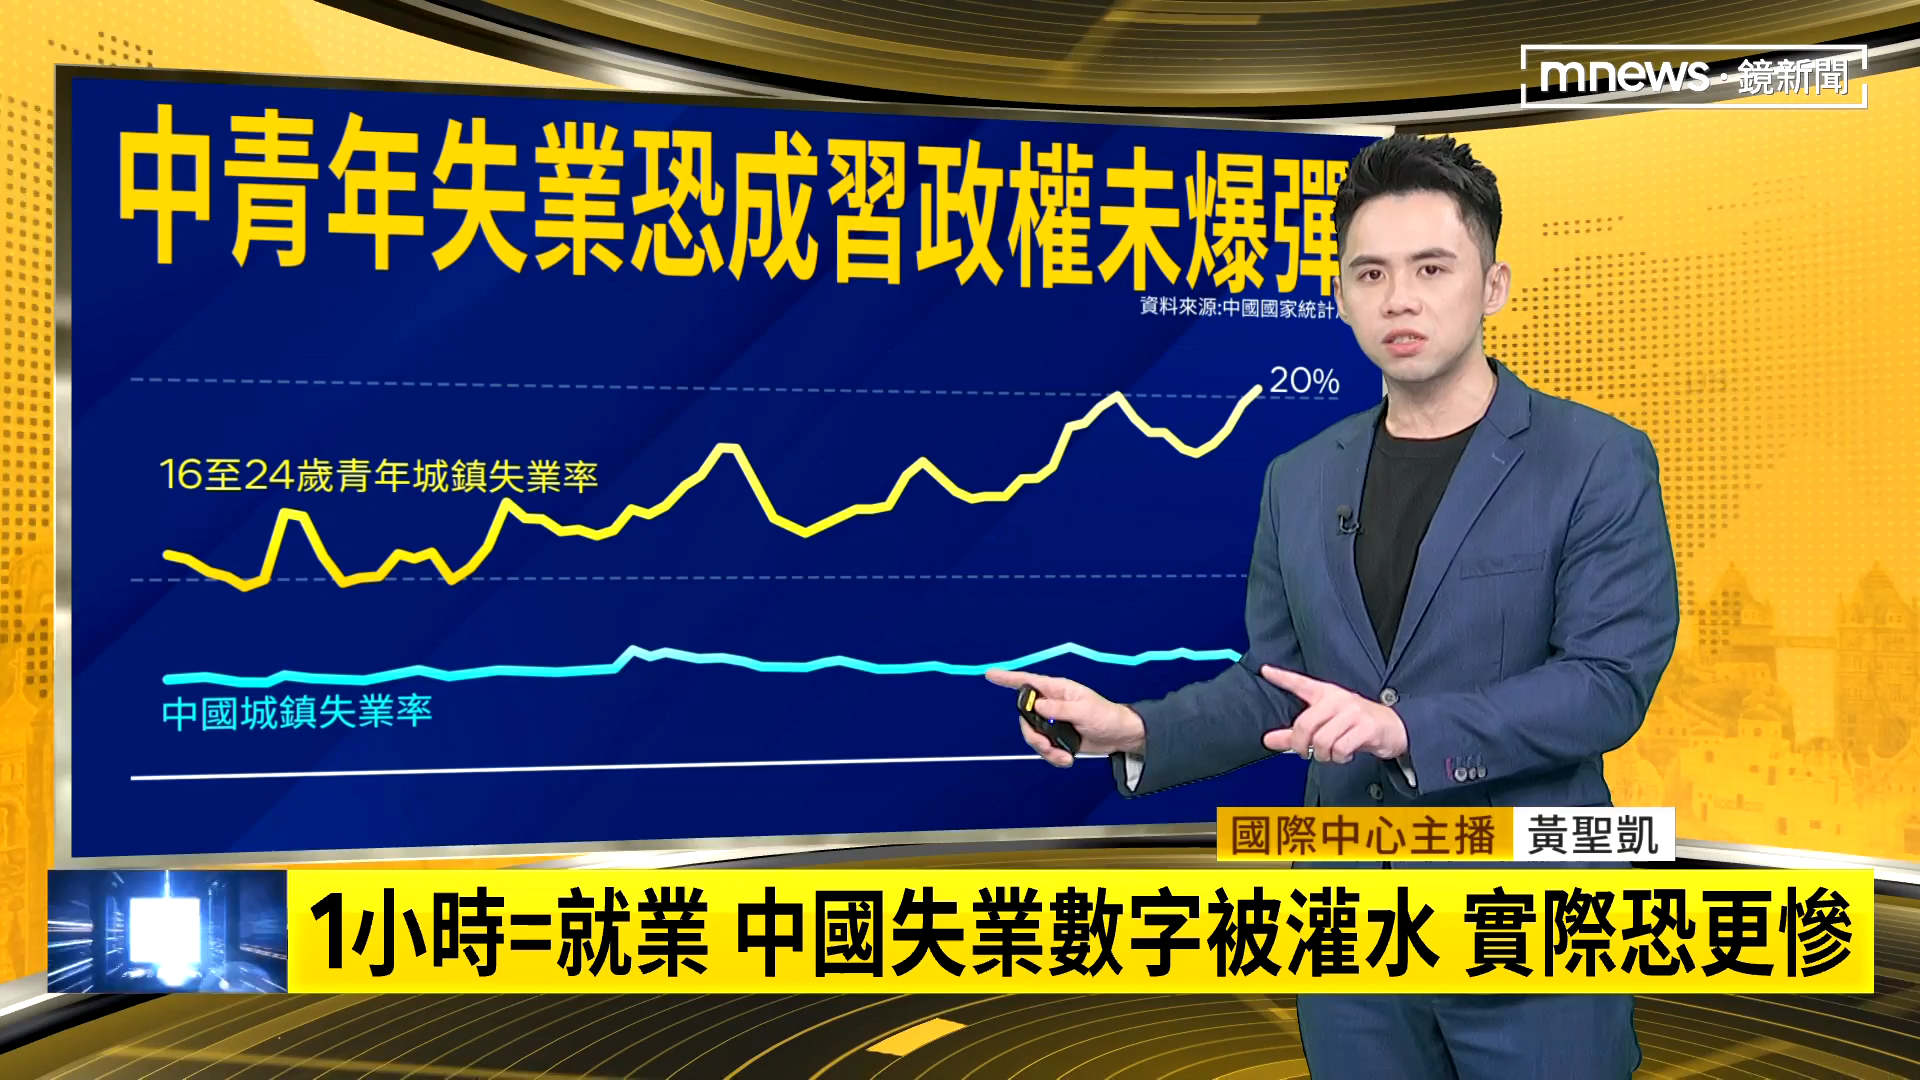 mnews·鏡新聞
中青年失業恐成習政權未爆彈
資料來源:中國國家統計
20%
16至24歲青年城鎮失業率
中國城鎮失業率
國際中心主播 黃聖凱
1小時=就業 中國失業數字被灌水 實際恐更慘